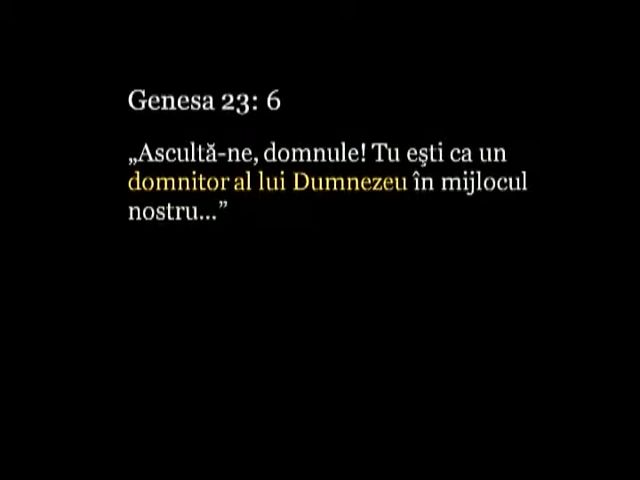 Genesa 23: 6
„Ascultă-ne, domnule! Tu eşti ca un
domnitor al lui Dumnezeu în mijlocul
nostru...”